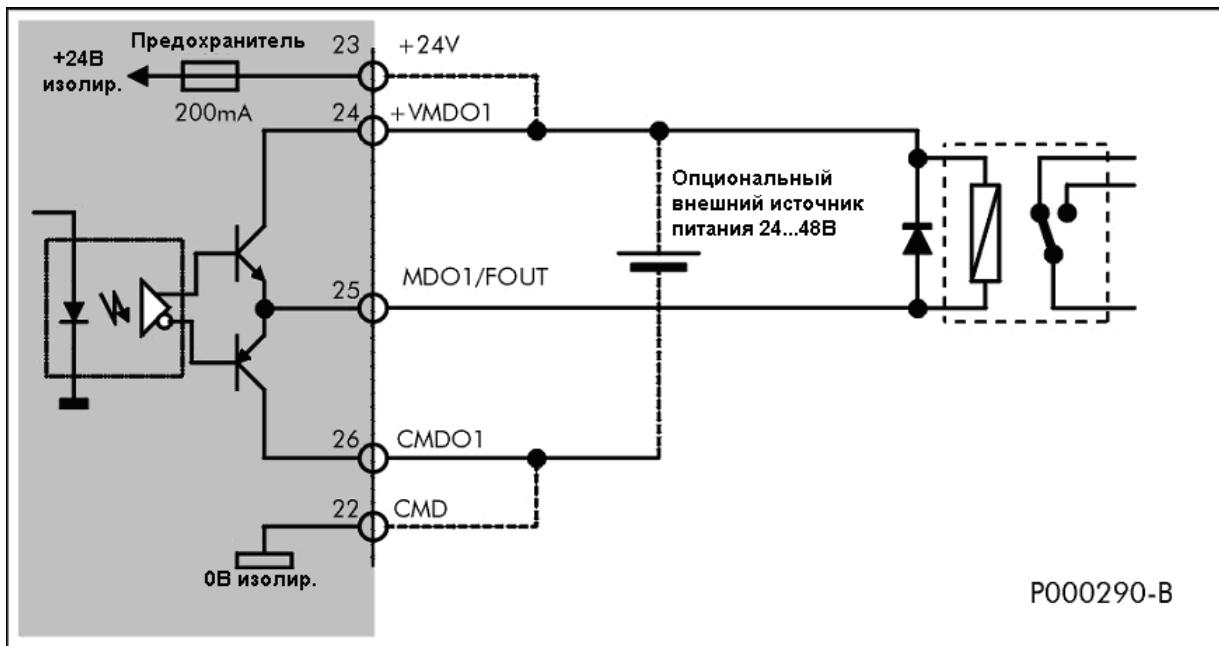 Предохранитель
23
+24V
+24В
изолир.
200mA
24
+VMDO1
Опциональный
внешний источник
питания 24...48В
25
MDO1/FOUT
26
CMDO1
22
CMD
0В изолир.
P000290-B